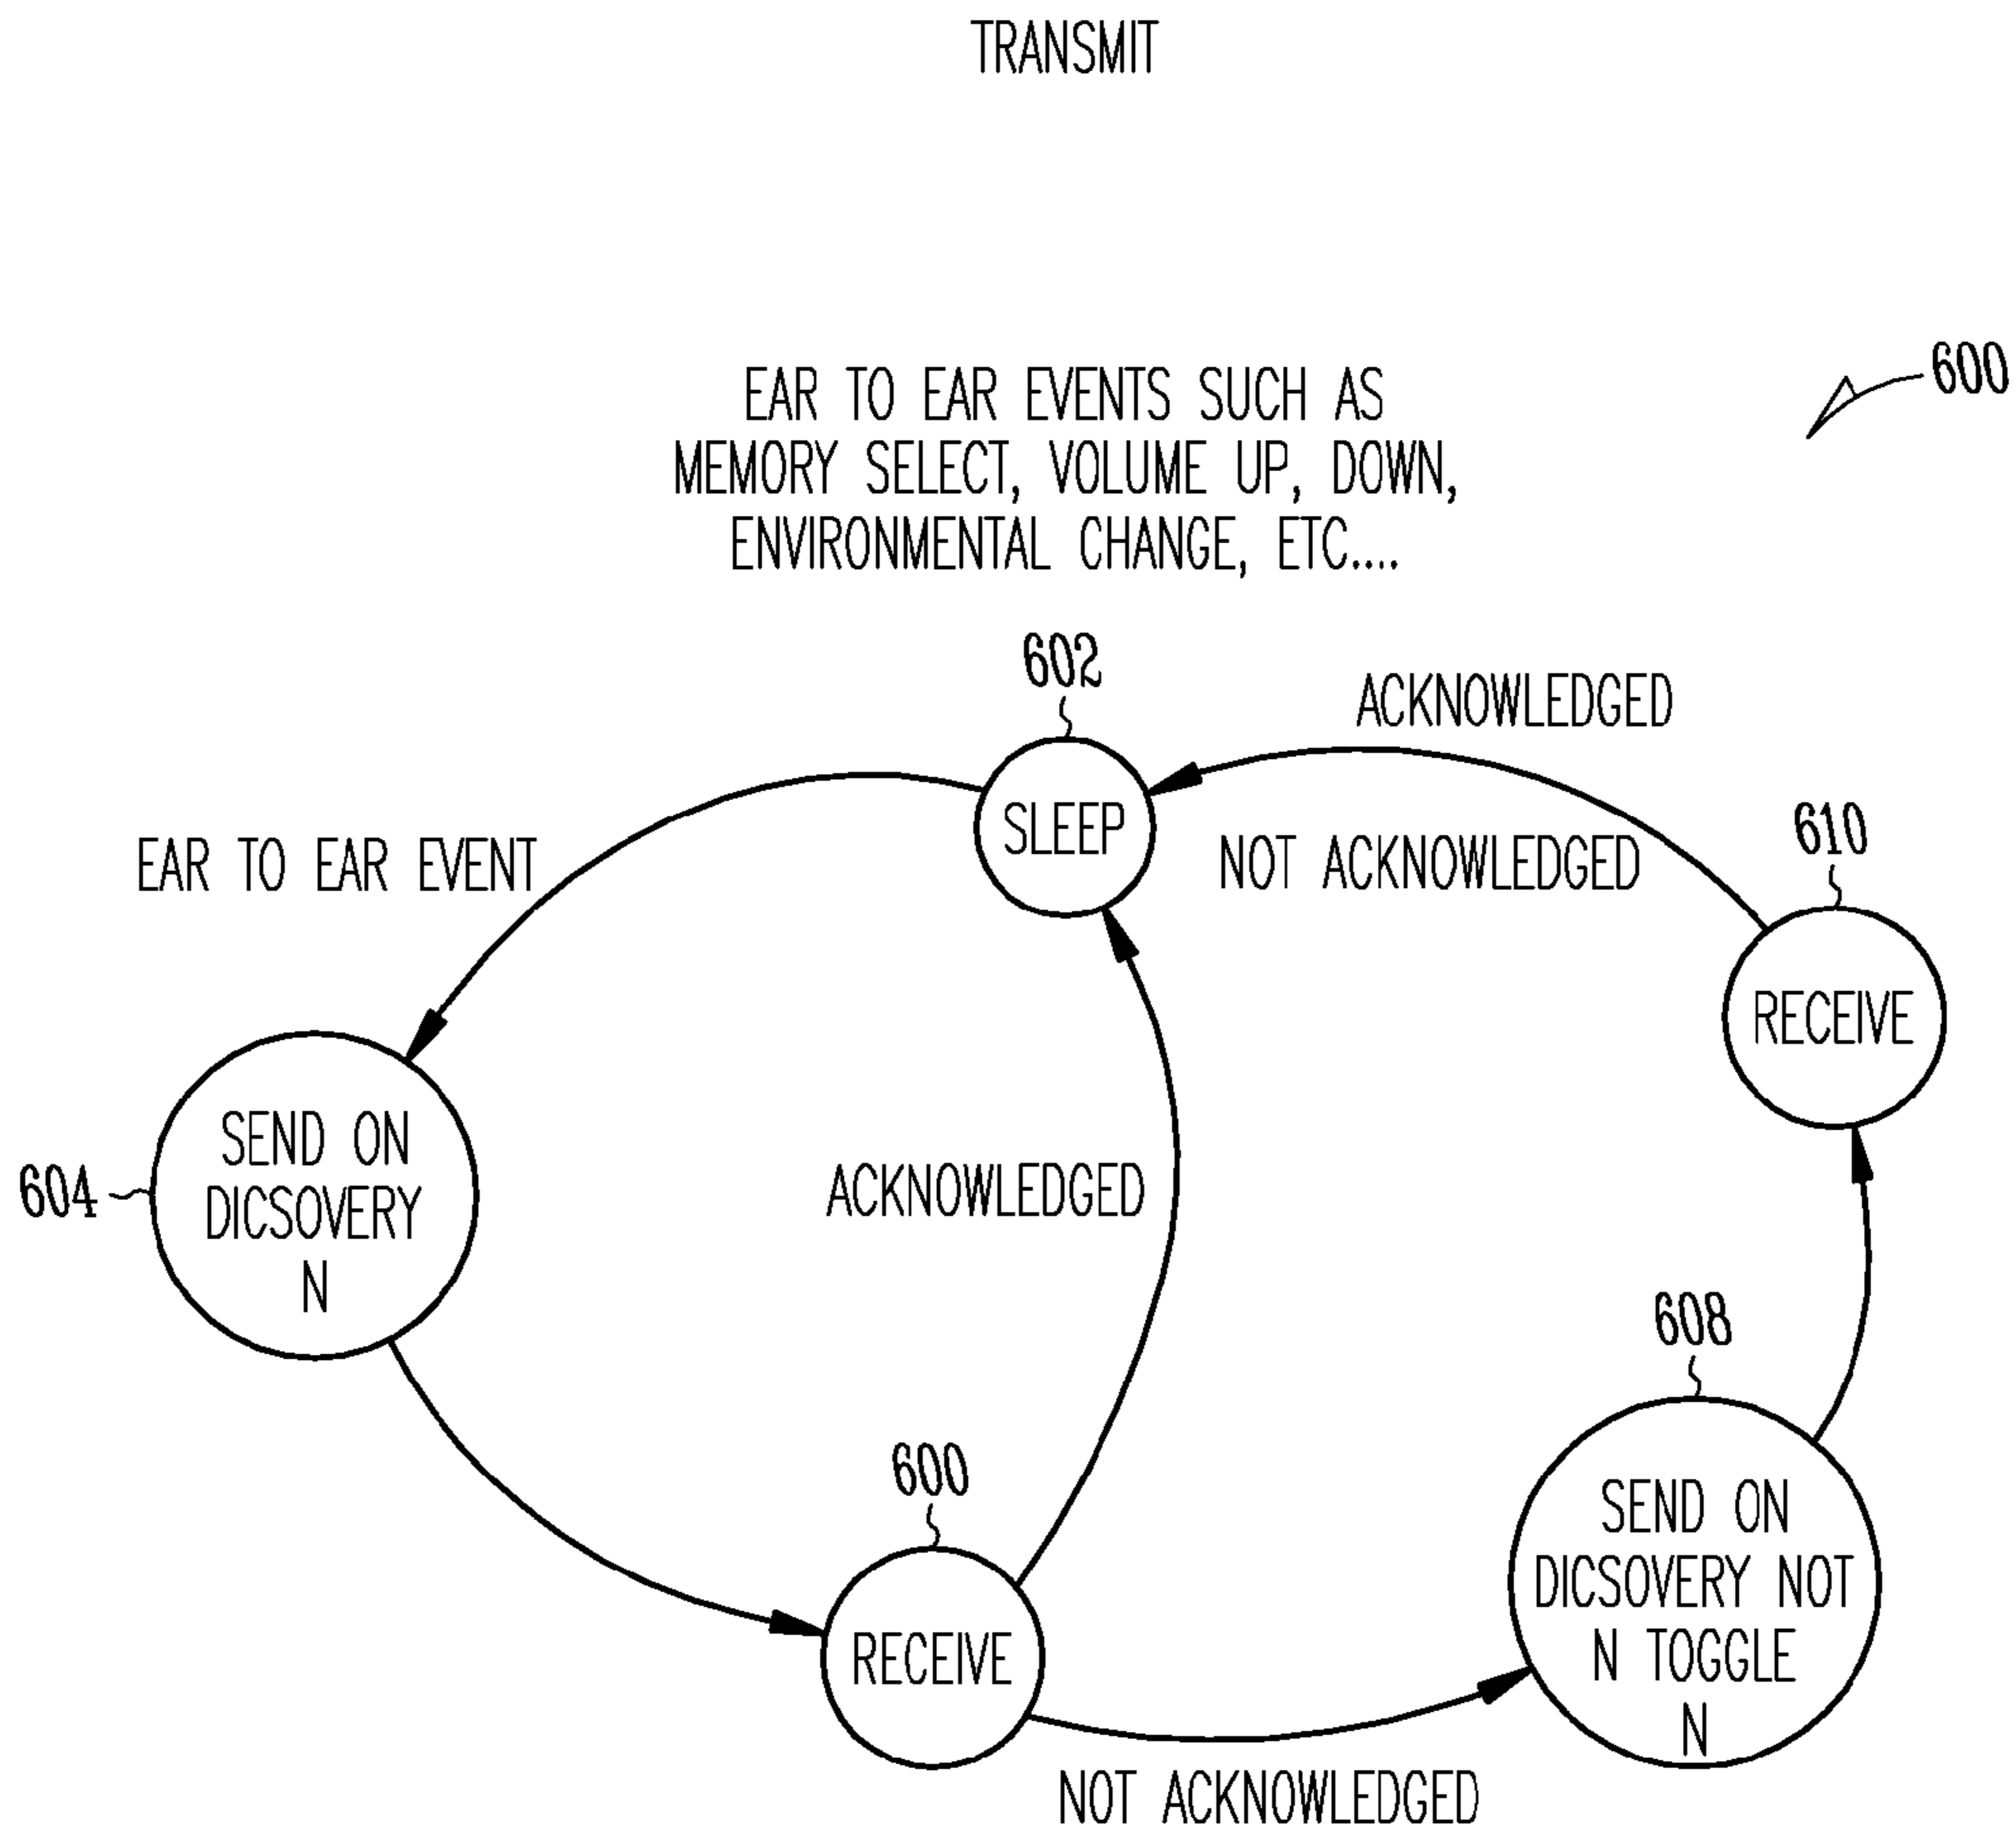 TRANSMIT
600
EAR TO EAR EVENTS SUCH AS
MEMORY SELECT, VOLUME UP, DOWN,
ENVIRONMENTAL CHANGE, ETC....
602
ACKNOWLEDGED
SLEEP
NOT ACKNOWLEDGED
610
EAR TO EAR EVENT
RECEIVE
SEND ON
DICSOVERY
N
604
ACKNOWLEDGED
608
600
SEND ON
DICSOVERY NOT
N TOGGLE
N
RECEIVE
NOT ACKNOWLEDGED